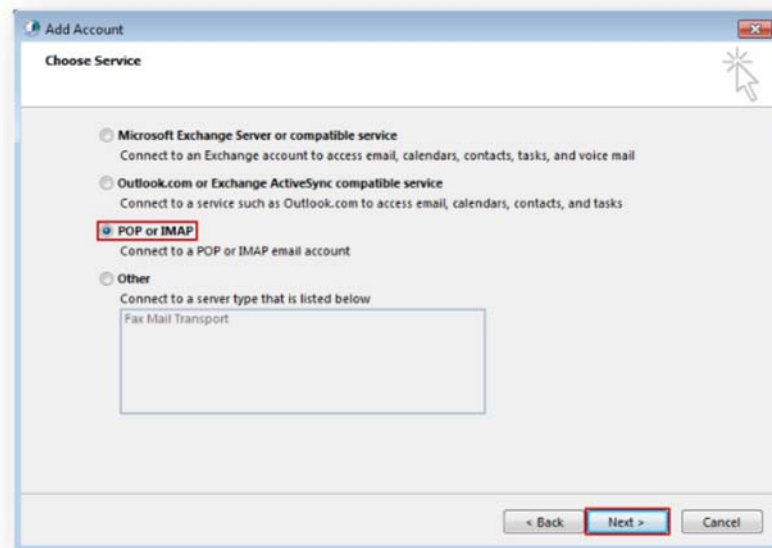 Add Account
Choose Service
Microsoft Exchange Server or compatible service
Connect to an Exchange account to access email, calendars, contacts, tasks, and voice mail
Outlook.com or Exchange ActiveSync compatible service
Connect to a service such as Outlook.com to access email, calendars, contacts, and tasks
POP or IMAP
Connect to a POP or IMAP email account
Other
Connect to a server type that is listed below
Fax Mail Transport
< Back
Next >
Cancel